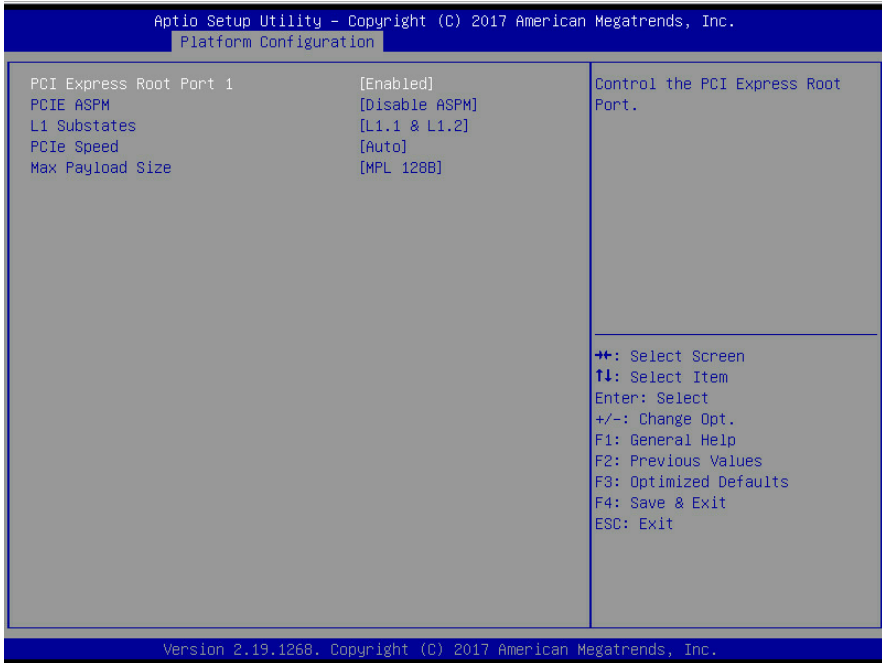 Aptio Setup Utility – Copyright (C) 2017 American Megatrends, Inc.
Platform Configuration
PCI Express Root Port 1 [Enabled]
PCIE ASPM [Disable ASPM]
L1 Substates [L1.1 & L1.2]
PCIe Speed [Auto]
Max Payload Size [MPL 128B]
Control the PCI Express Root
Port.
→←: Select Screen
↑↓: Select Item
Enter: Select
+/-: Change Opt.
F1: General Help
F2: Previous Values
F3: Optimized Defaults
F4: Save & Exit
ESC: Exit
Version 2.19.1268. Copyright (C) 2017 American Megatrends, Inc.